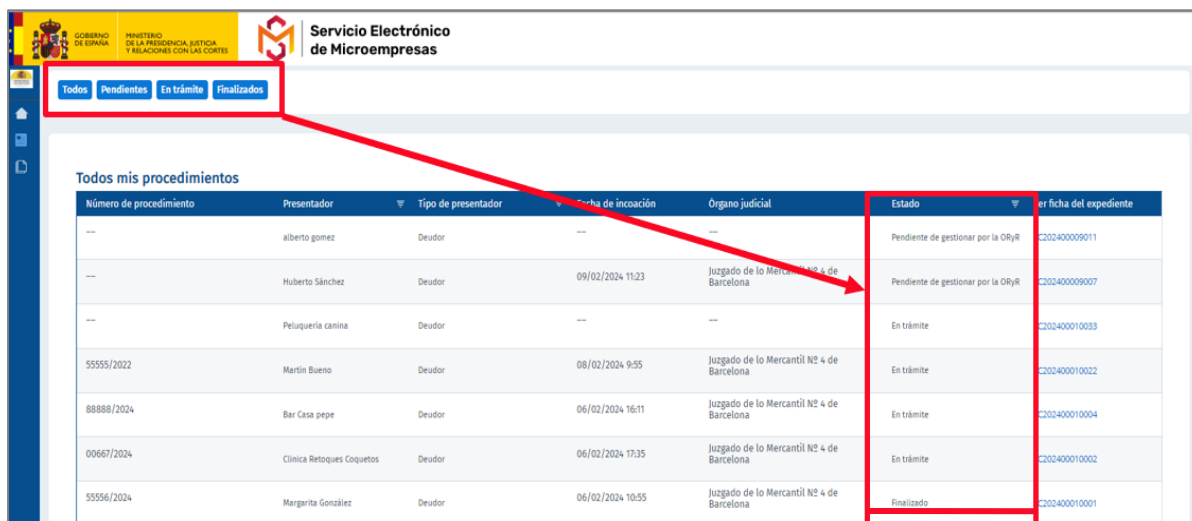 GOBIERNO
DE ESPAÑA
MINISTERIO
DE LA PRESIDENCIA, JUSTICIA
Y RELACIONES CON LAS CORTES
Servicio Electrónico
de Microempresas
Todos Pendientes En trámite Finalizados
Todos mis procedimientos
Número de procedimiento Presentador Tipo de presentador Fecha de incoación Órgano judicial Estado er ficha del expediente
-- alberto gomez Deudor -- -- Pendiente de gestionar por la ORyR C202400009011
-- Huberto Sánchez Deudor 09/02/2024 11:23 Juzgado de lo Mercantil Nº 4 de
Barcelona Pendiente de gestionar por la ORyR C202400009007
-- Peluquería canina Deudor -- -- En trámite C202400010033
55555/2022 Martín Bueno Deudor 08/02/2024 9:55 Juzgado de lo Mercantil Nº 4 de
Barcelona En trámite C202400010022
88888/2024 Bar Casa pepe Deudor 06/02/2024 16:11 Juzgado de lo Mercantil Nº 4 de
Barcelona En trámite C202400010004
00667/2024 Clinica Retoques Coquetos Deudor 06/02/2024 17:35 Juzgado de lo Mercantil Nº 4 de
Barcelona En trámite C202400010002
55556/2024 Margarita González Deudor 06/02/2024 10:55 Juzgado de lo Mercantil Nº 4 de
Barcelona Finalizado C202400010001